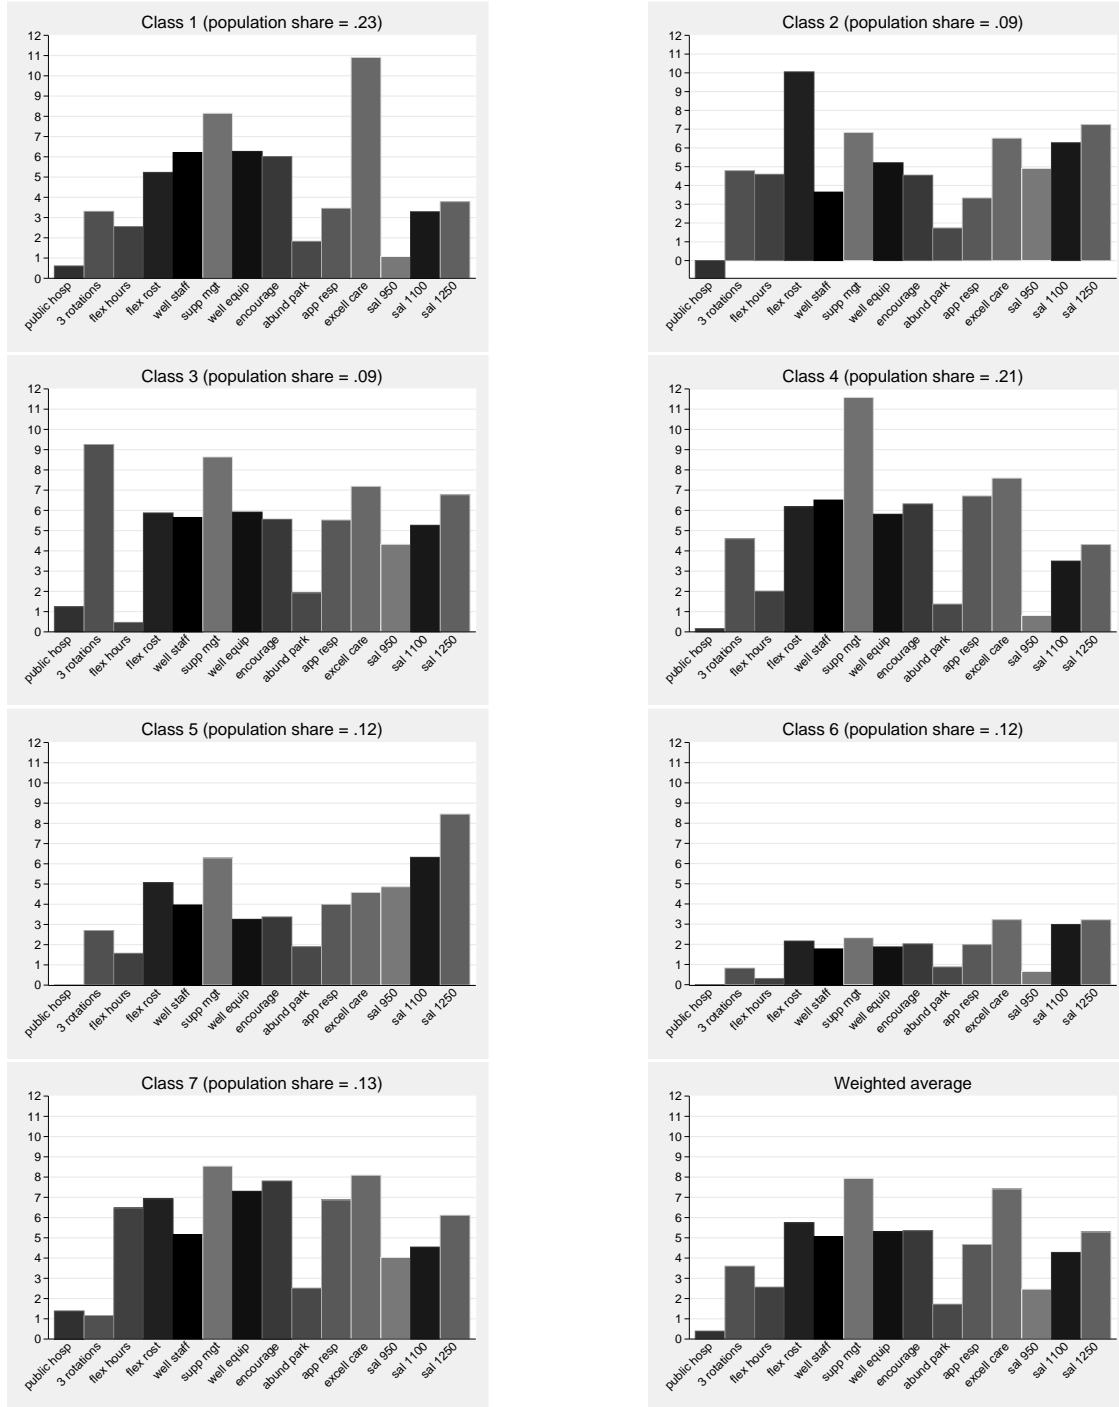 Class 1 (population share = .23)
12
11
10
9
8
7
6
5
4
3
2
1
0
public hosp
3 rotations
flex hours
flex rost
well staff
supp mgt
well equip
encourage
abund park
app resp
excell care
sal 950
sal 1100
sal 1250
Class 2 (population share = .09)
12
11
10
9
8
7
6
5
4
3
2
1
0
public hosp
3 rotations
flex hours
flex rost
well staff
supp mgt
well equip
encourage
abund park
app resp
excell care
sal 950
sal 1100
sal 1250
Class 3 (population share = .09)
12
11
10
9
8
7
6
5
4
3
2
1
0
public hosp
3 rotations
flex hours
flex rost
well staff
supp mgt
well equip
encourage
abund park
app resp
excell care
sal 950
sal 1100
sal 1250
Class 4 (population share = .21)
12
11
10
9
8
7
6
5
4
3
2
1
0
public hosp
3 rotations
flex hours
flex rost
well staff
supp mgt
well equip
encourage
abund park
app resp
excell care
sal 950
sal 1100
sal 1250
Class 5 (population share = .12)
12
11
10
9
8
7
6
5
4
3
2
1
0
public hosp
3 rotations
flex hours
flex rost
well staff
supp mgt
well equip
encourage
abund park
app resp
excell care
sal 950
sal 1100
sal 1250
Class 6 (population share = .12)
12
11
10
9
8
7
6
5
4
3
2
1
0
public hosp
3 rotations
flex hours
flex rost
well staff
supp mgt
well equip
encourage
abund park
app resp
excell care
sal 950
sal 1100
sal 1250
Class 7 (population share = .13)
12
11
10
9
8
7
6
5
4
3
2
1
0
public hosp
3 rotations
flex hours
flex rost
well staff
supp mgt
well equip
encourage
abund park
app resp
excell care
sal 950
sal 1100
sal 1250
Weighted average
12
11
10
9
8
7
6
5
4
3
2
1
0
public hosp
3 rotations
flex hours
flex rost
well staff
supp mgt
well equip
encourage
abund park
app resp
excell care
sal 950
sal 1100
sal 1250